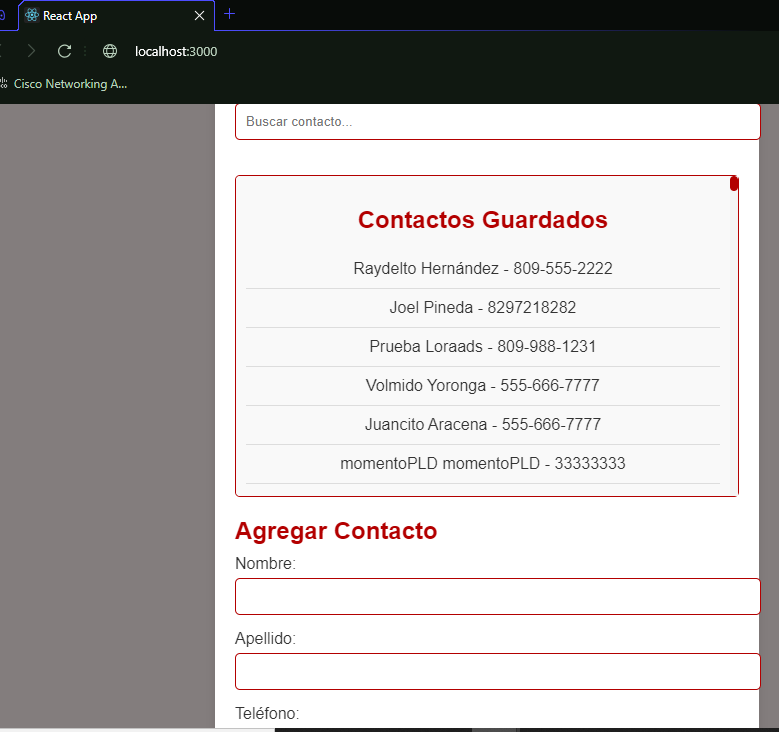 React App
localhost:3000
Cisco Networking A...
Buscar contacto...
Contactos Guardados
Raydelto Hernández - 809-555-2222
Joel Pineda - 8297218282
Prueba Loraads - 809-988-1231
Volmido Yoronga - 555-666-7777
Juancito Aracena - 555-666-7777
momentoPLD momentoPLD - 33333333
Agregar Contacto
Nombre:
Apellido:
Teléfono: